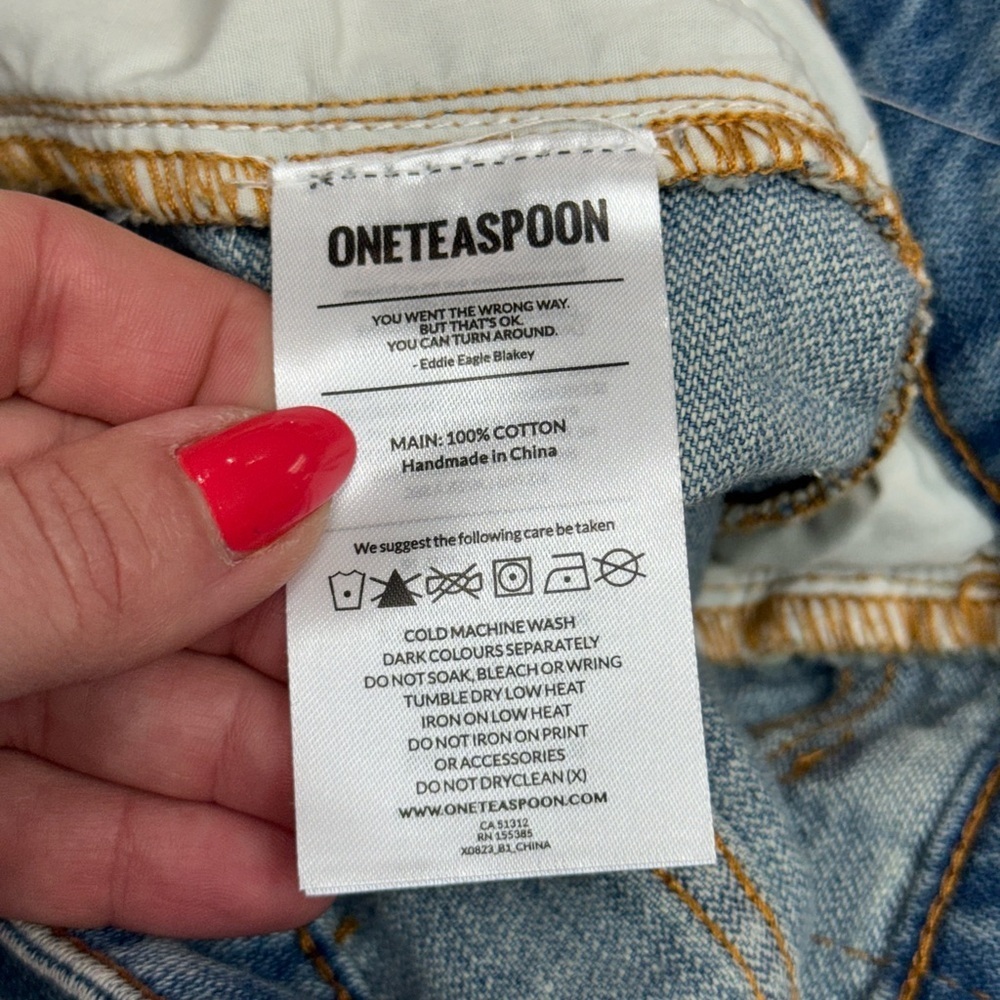 ONETEASPOON
YOU WENT THE WRONG WAY.
BUT THAT'S OK.
YOU CAN TURN AROUND.
- Eddie Eagle Blakey
MAIN: 100% COTTON
Handmade in China
We suggest the following care be taken
COLD MACHINE WASH
DARK COLOURS SEPARATELY
DO NOT SOAK, BLEACH OR WRING
TUMBLE DRY LOW HEAT
IRON ON LOW HEAT
DO NOT IRON ON PRINT
OR ACCESSORIES
DO NOT DRYCLEAN (X)
WWW.ONETEASPOON.COM
CA 51312
RN 155385
X0823_B1_CHINA